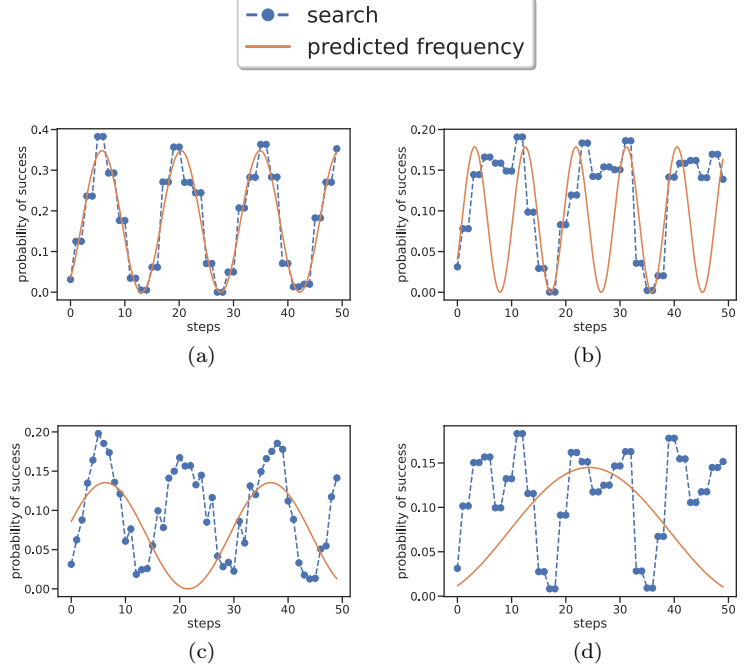 search
predicted frequency
0.4
0.3
0.2
0.1
0.0
probability of success
0 10 20 30 40 50
steps
(a)
0.20
0.15
0.10
0.05
0.00
probability of success
0 10 20 30 40 50
steps
(b)
0.20
0.15
0.10
0.05
0.00
probability of success
0 10 20 30 40 50
steps
(c)
0.15
0.10
0.05
0.00
probability of success
0 10 20 30 40 50
steps
(d)